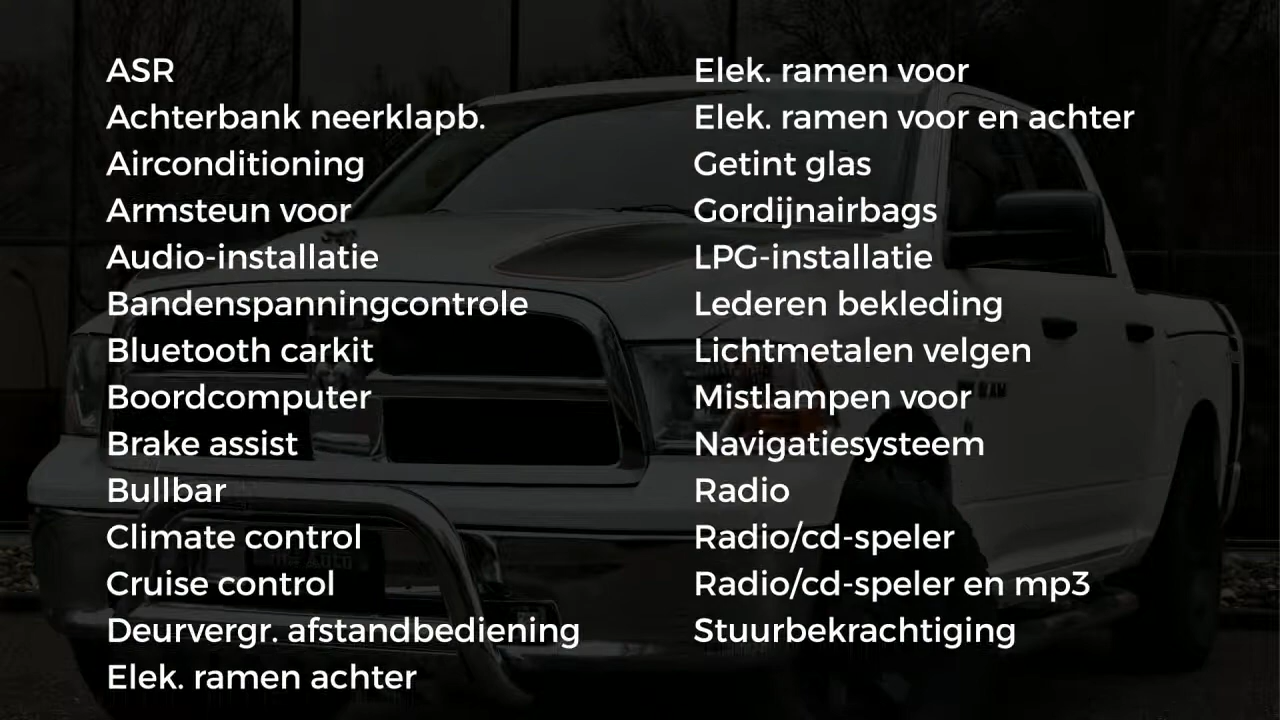 ASR
Achterbank neerklapb.
Airconditioning
Armsteun voor
Audio-installatie
Bandenspanningcontrole
Bluetooth carkit
Boordcomputer
Brake assist
Bullbar
Climate control
Cruise control
Deurvergr. afstandbediening
Elek. ramen achter
Elek. ramen voor
Elek. ramen voor en achter
Getint glas
Gordijnairbags
LPG-installatie
Lederen bekleding
Lichtmetalen velgen
Mistlampen voor
Navigatiesysteem
Radio
Radio/cd-speler
Radio/cd-speler en mp3
Stuurbekrachtiging